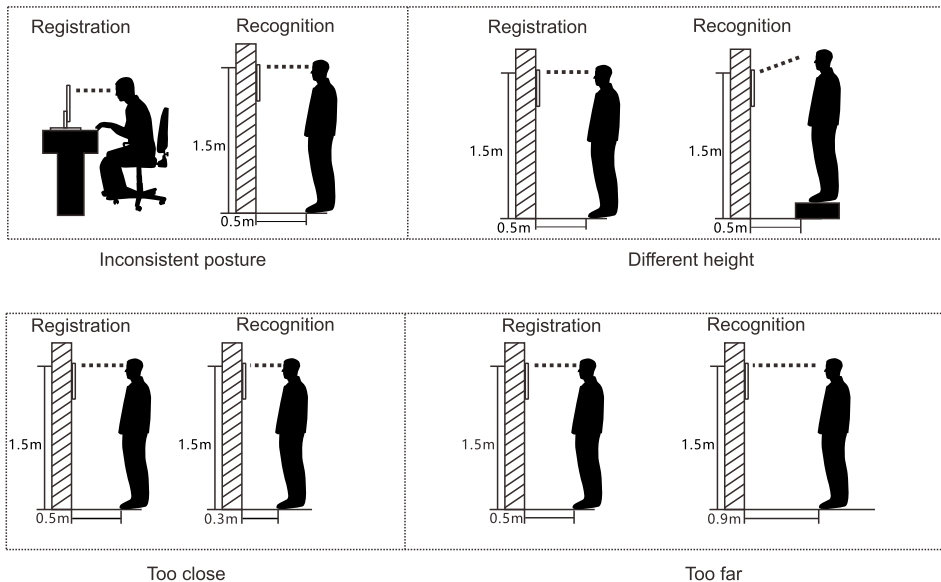 Registration
Recognition
1.5m
0.5m
Inconsistent posture
Registration
Recognition
1.5m
0.5m
1.5m
0.5m
Different height
Registration
Recognition
1.5m
0.5m
1.5m
0.3m
Too close
Registration
Recognition
1.5m
0.5m
1.5m
0.9m
Too far